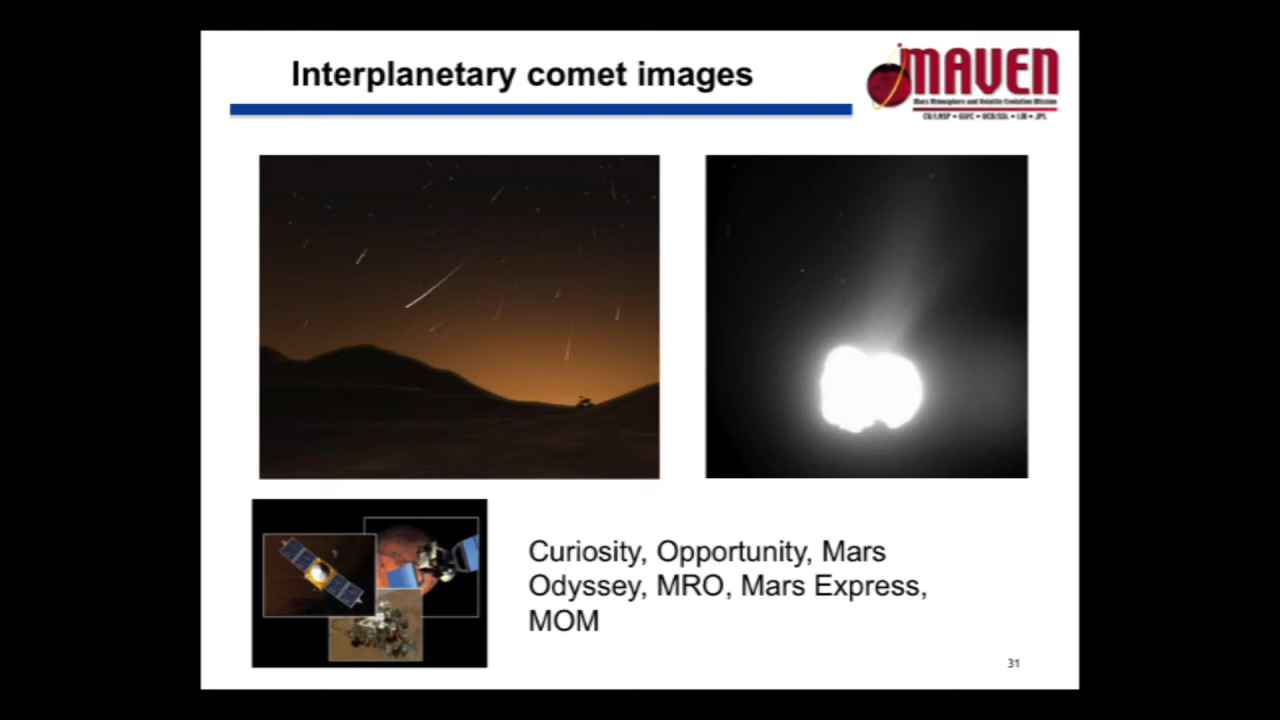 Interplanetary comet images
MAVEN
Mars Atmosphere and Volatile Evolution Mission
CU/LASP • GSFC • UCB/SSL • LM • JPL
Curiosity, Opportunity, Mars
Odyssey, MRO, Mars Express,
MOM
31